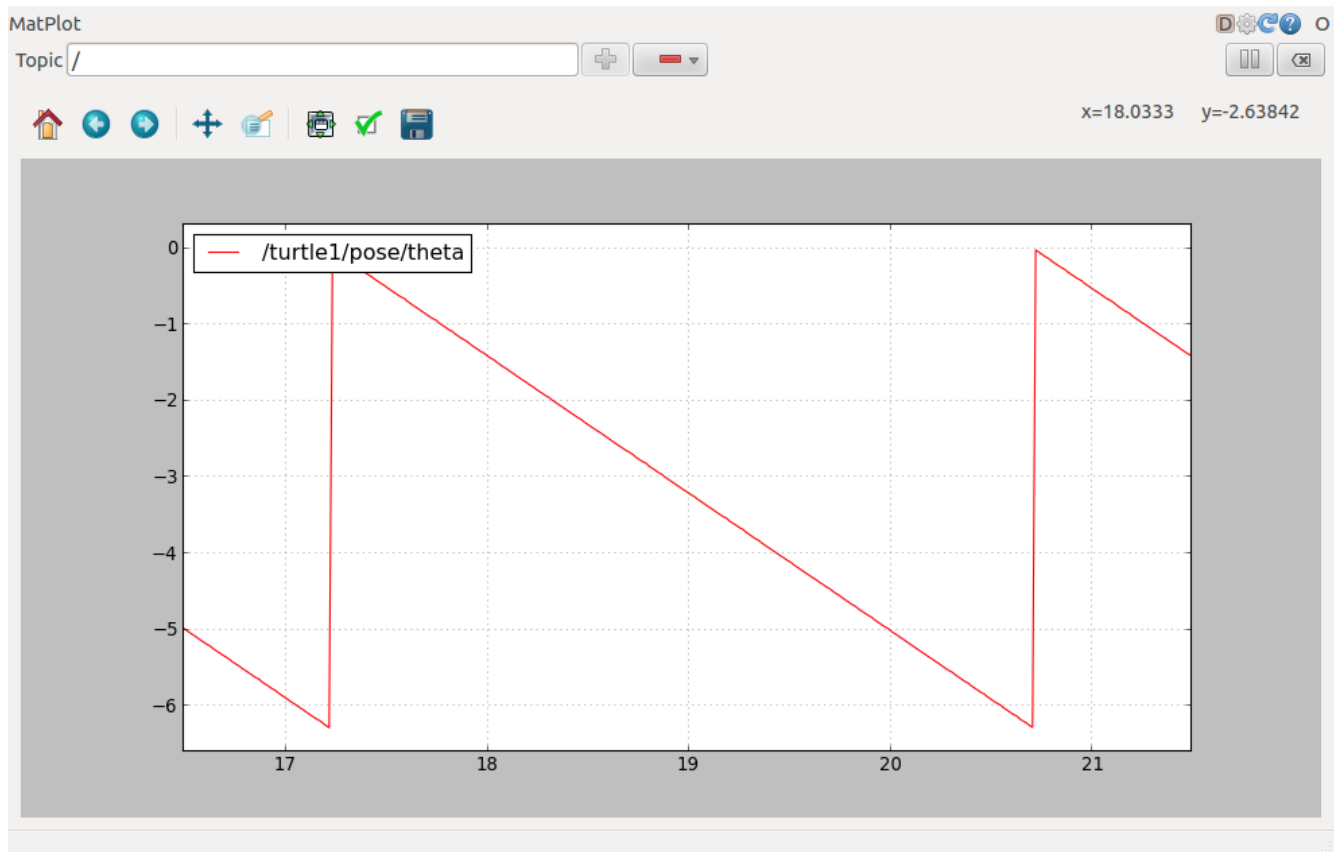 MatPlot
D ? O
Topic /
x=18.0333 y=-2.63842
/turtle1/pose/theta
0
−1
−2
−3
−4
−5
−6
17 18 19 20 21